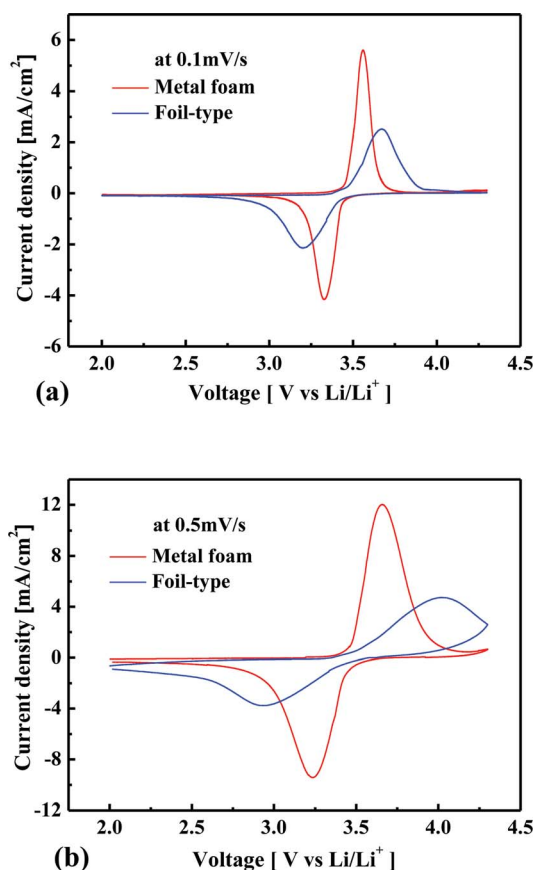 at 0.1mV/s
Metal foam
Foil-type
Current density [mA/cm²]
6
4
2
0
-2
-4
-6
2.0 2.5 3.0 3.5 4.0 4.5
Voltage [ V vs Li/Li⁺ ]
(a)
at 0.5mV/s
Metal foam
Foil-type
Current density [mA/cm²]
12
8
4
0
-4
-8
-12
2.0 2.5 3.0 3.5 4.0 4.5
Voltage [ V vs Li/Li⁺ ]
(b)